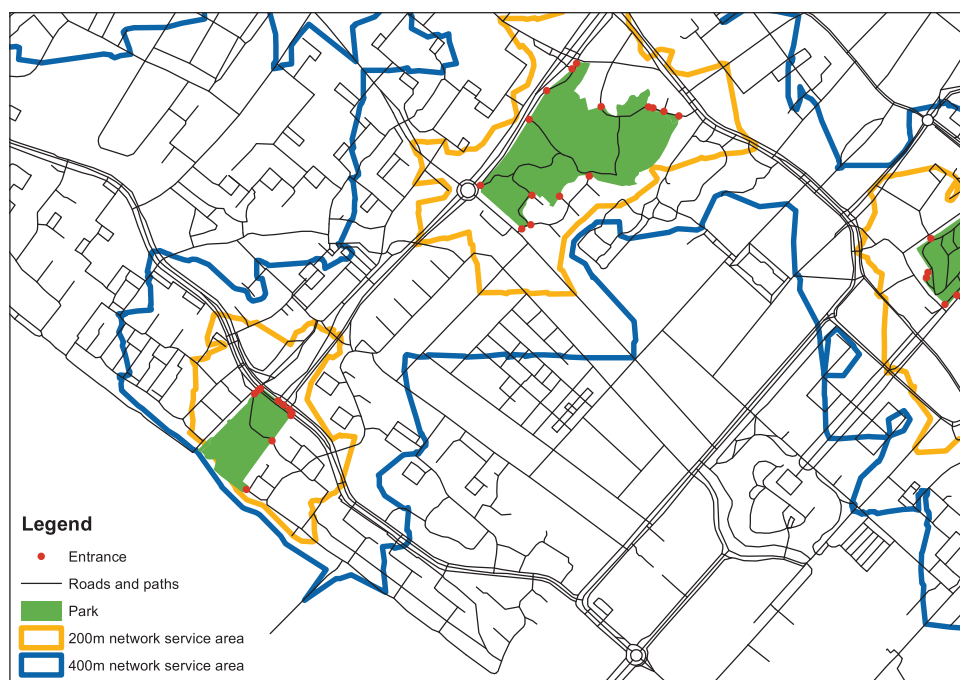 Legend
Entrance
Roads and paths
Park
200m network service area
400m network service area